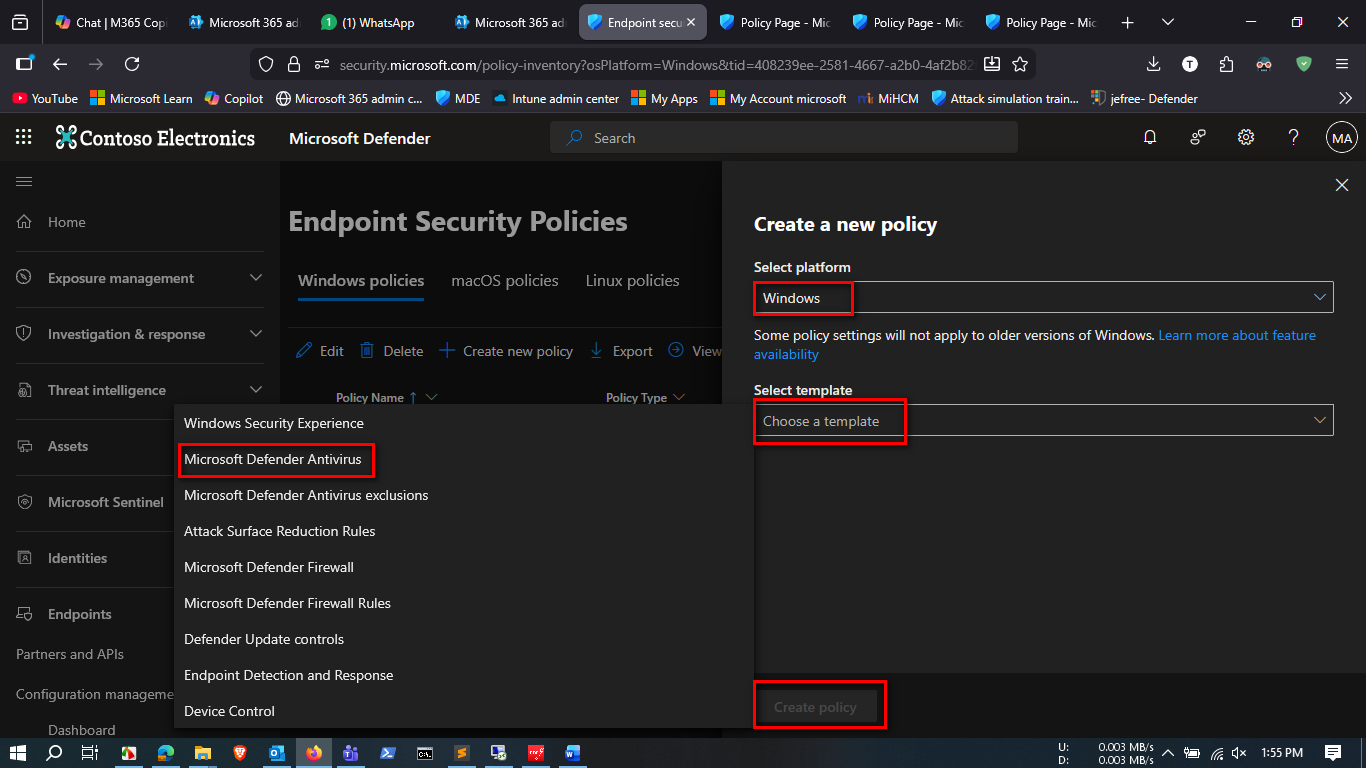 Chat | M365 Copi
Microsoft 365 adr
(1) WhatsApp
Microsoft 365 adr
Endpoint secu
Policy Page - Mic
Policy Page - Mic
Policy Page - Mic
security.microsoft.com/policy-inventory?osPlatform=Windows&tid=408239ee-2581-4667-a2b0-4af2b82
YouTube
Microsoft Learn
Copilot
Microsoft 365 admin c...
MDE
Intune admin center
My Apps
My Account microsoft
MiHCM
Attack simulation train...
jefree- Defender
Contoso Electronics
Microsoft Defender
Search
MA
Home
Exposure management
Investigation & response
Threat intelligence
Assets
Microsoft Sentinel
Identities
Endpoints
Partners and APIs
Configuration manageme
Dashboard
Endpoint Security Policies
Windows policies
macOS policies
Linux policies
Edit
Delete
Create new policy
Export
View
Policy Name
Policy Type
Windows Security Experience
Microsoft Defender Antivirus
Microsoft Defender Antivirus exclusions
Attack Surface Reduction Rules
Microsoft Defender Firewall
Microsoft Defender Firewall Rules
Defender Update controls
Endpoint Detection and Response
Device Control
Create a new policy
Select platform
Windows
Some policy settings will not apply to older versions of Windows. Learn more about feature
availability
Select template
Choose a template
Create policy
U: 0.003 MB/s
D: 0.003 MB/s
1:55 PM